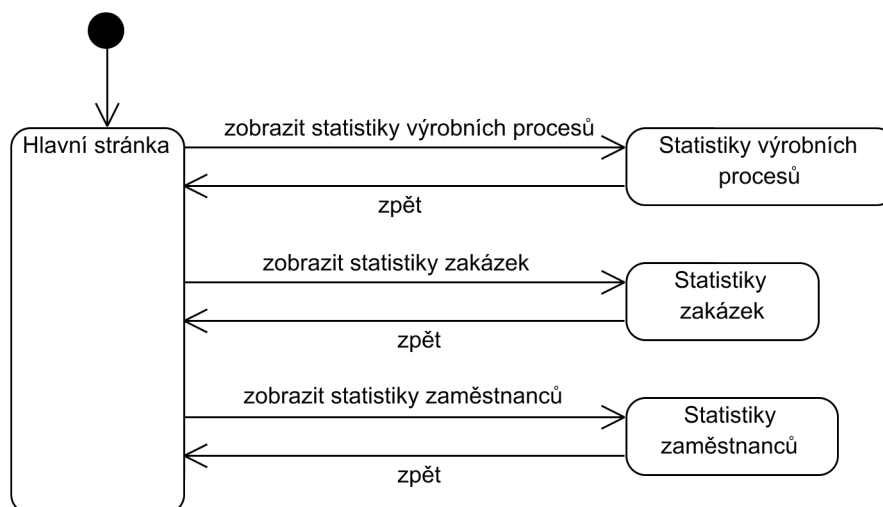 zobrazit statistiky výrobních procesů
Hlavní stránka
Statistiky výrobních
procesů
zpět
zobrazit statistiky zakázek
Statistiky
zakázek
zpět
zobrazit statistiky zaměstnanců
Statistiky
zaměstnanců
zpět